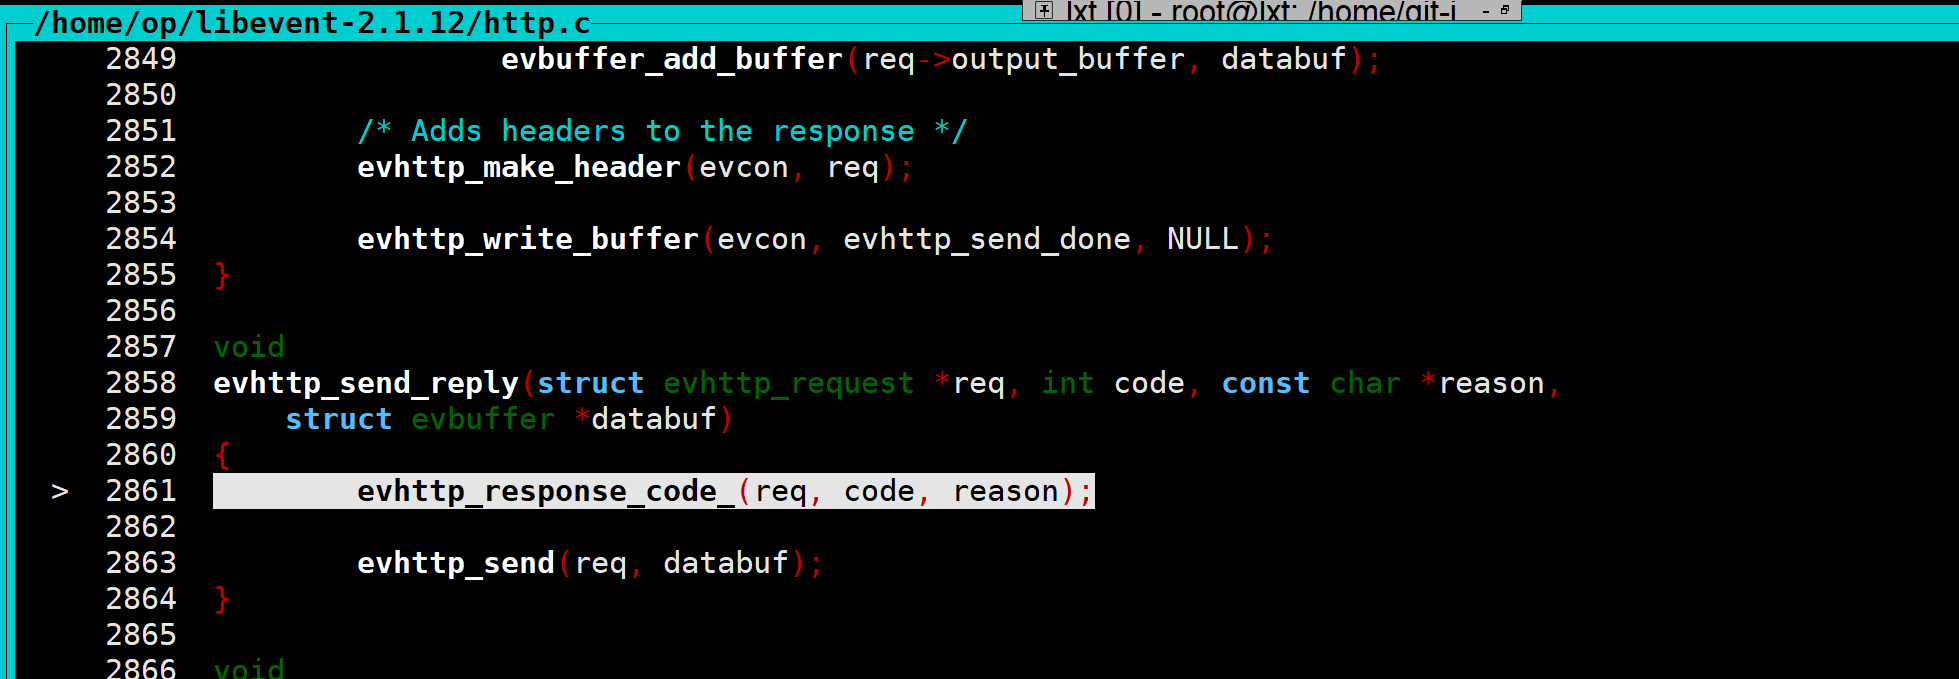 /home/op/libevent-2.1.12/http.c
lxt [0] - root@lxt: /home/git-i
2849 evbuffer_add_buffer(req->output_buffer, databuf);
2850
2851 /* Adds headers to the response */
2852 evhttp_make_header(evcon, req);
2853
2854 evhttp_write_buffer(evcon, evhttp_send_done, NULL);
2855 }
2856
2857 void
2858 evhttp_send_reply(struct evhttp_request *req, int code, const char *reason,
2859 struct evbuffer *databuf)
2860 {
> 2861 evhttp_response_code_(req, code, reason);
2862
2863 evhttp_send(req, databuf);
2864 }
2865
2866 void